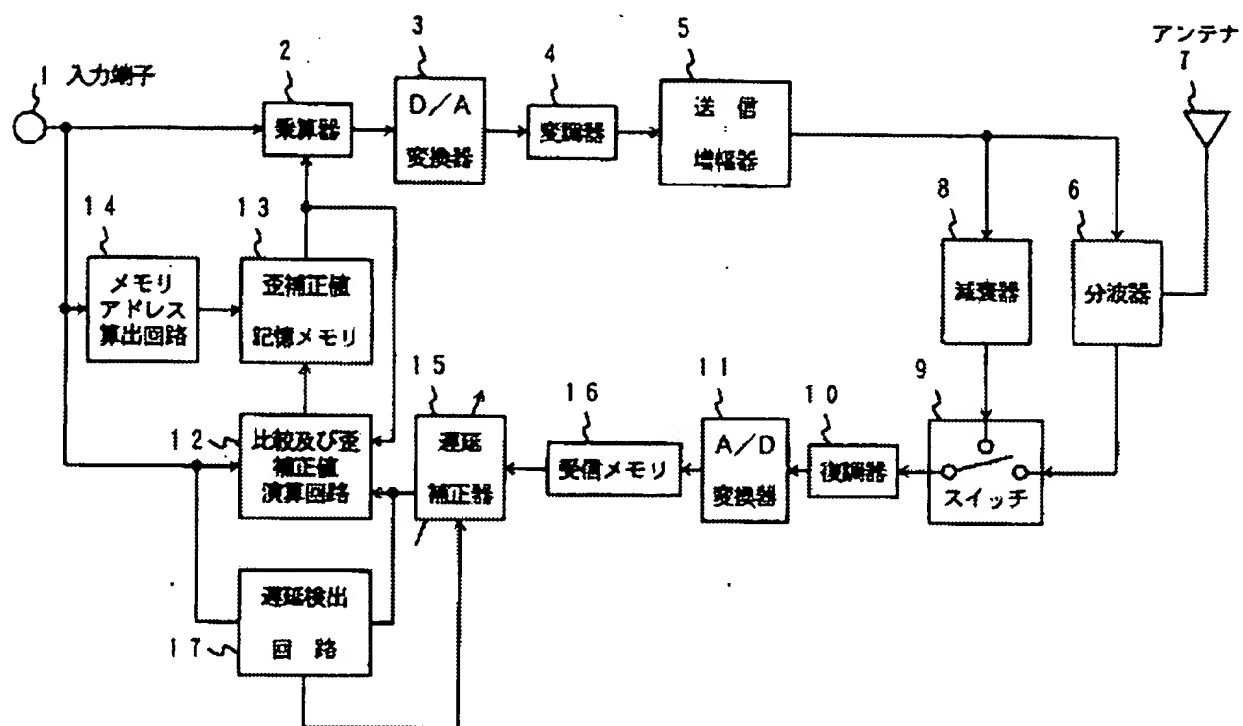 1 入力端子
2
乗算器
3
D/A
変換器
4
変調器
5
送信
増幅器
アンテナ
7
8
減衰器
6
分波器
14
メモリ
アドレス
算出回路
13
歪補正値
記憶メモリ
15
遅延
補正器
16
受信メモリ
11
A/D
変換器
10
復調器
9
スイッチ
12
比較及び歪
補正値
演算回路
遅延検出
回路
17